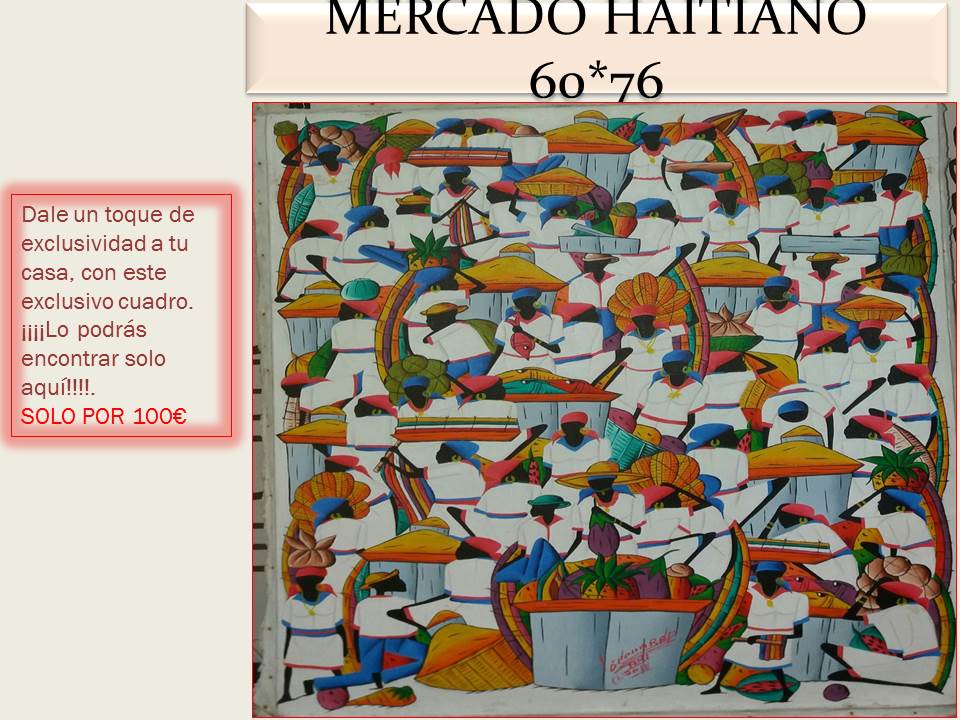 MERCADO HAITIANO
60*76
Dale un toque de
exclusividad a tu
casa, con este
exclusivo cuadro.
¡¡¡¡Lo podrás
encontrar solo
aquí!!!!.
SOLO POR 100€